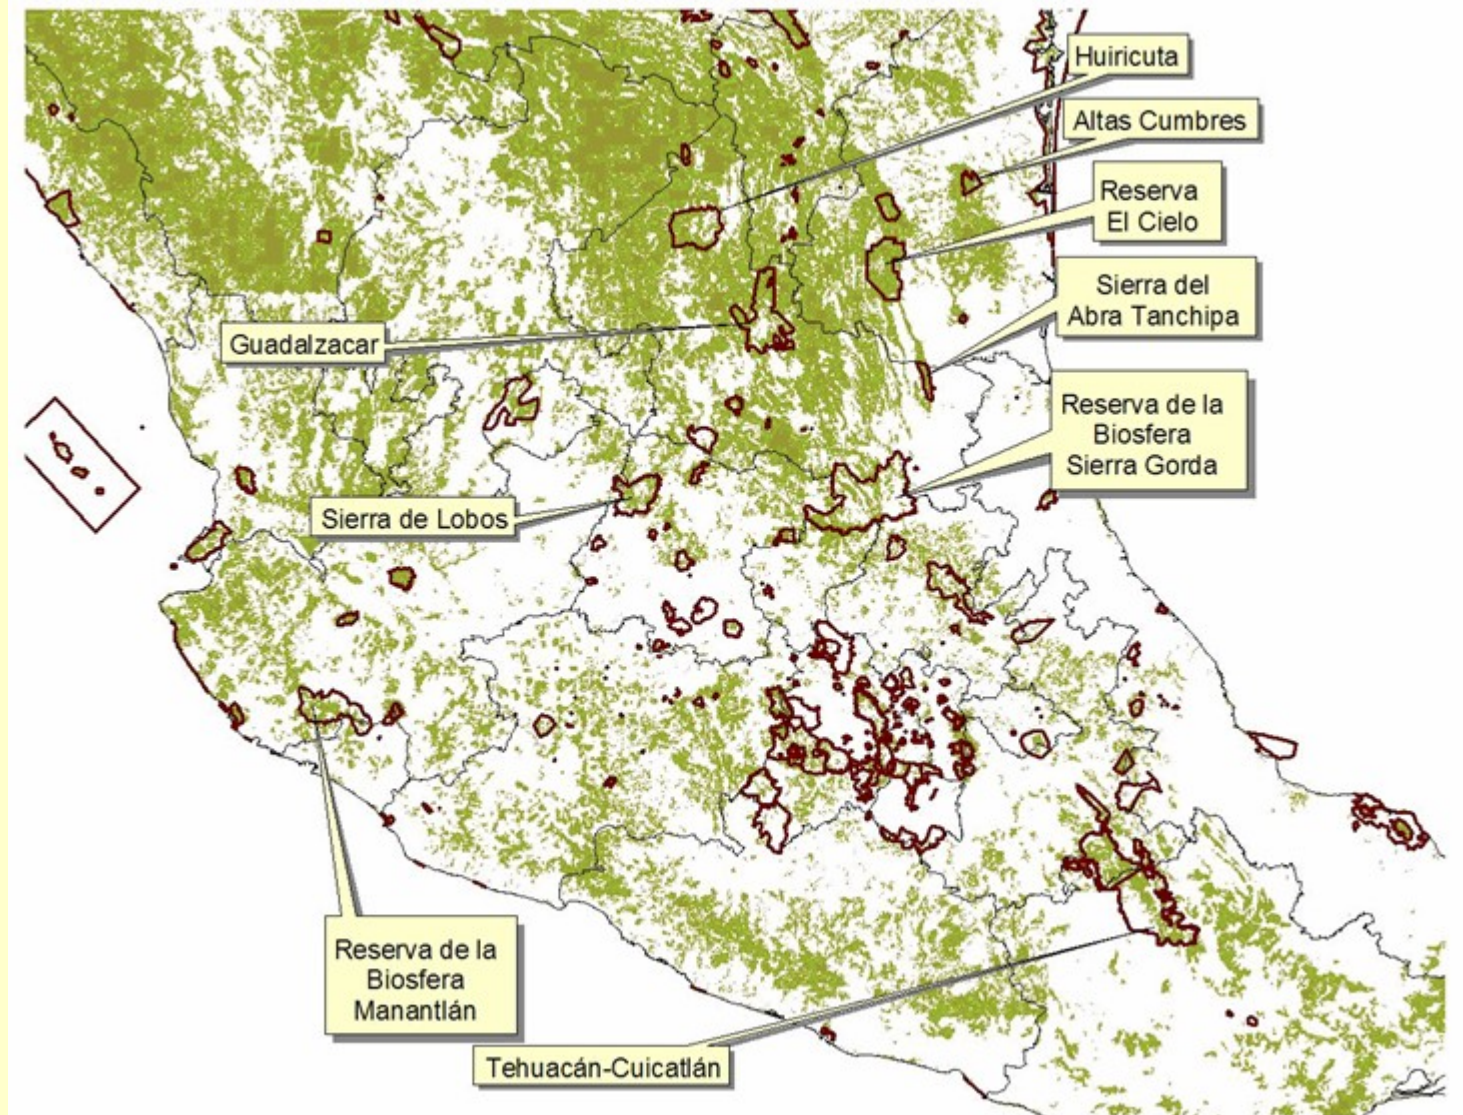 Huiricuta
Altas Cumbres
Reserva
El Cielo
Sierra del
Abra Tanchipa
Guadalzacar
Reserva de la
Biosfera
Sierra Gorda
Sierra de Lobos
Reserva de la
Biosfera
Manantlán
Tehuacán-Cuicatlán